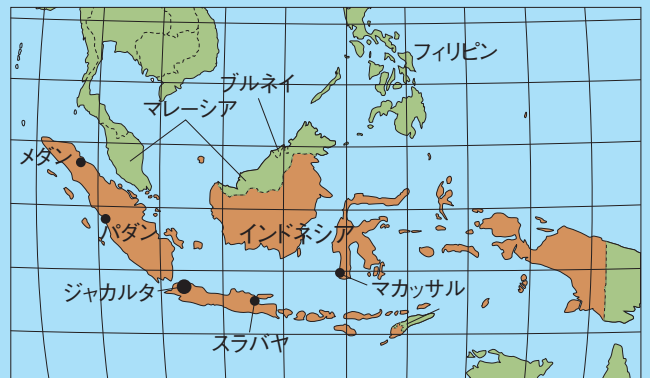 フィリピン
ブルネイ
マレーシア
メダン
パダン
インドネシア
ジャカルタ
マカッサル
スラバヤ